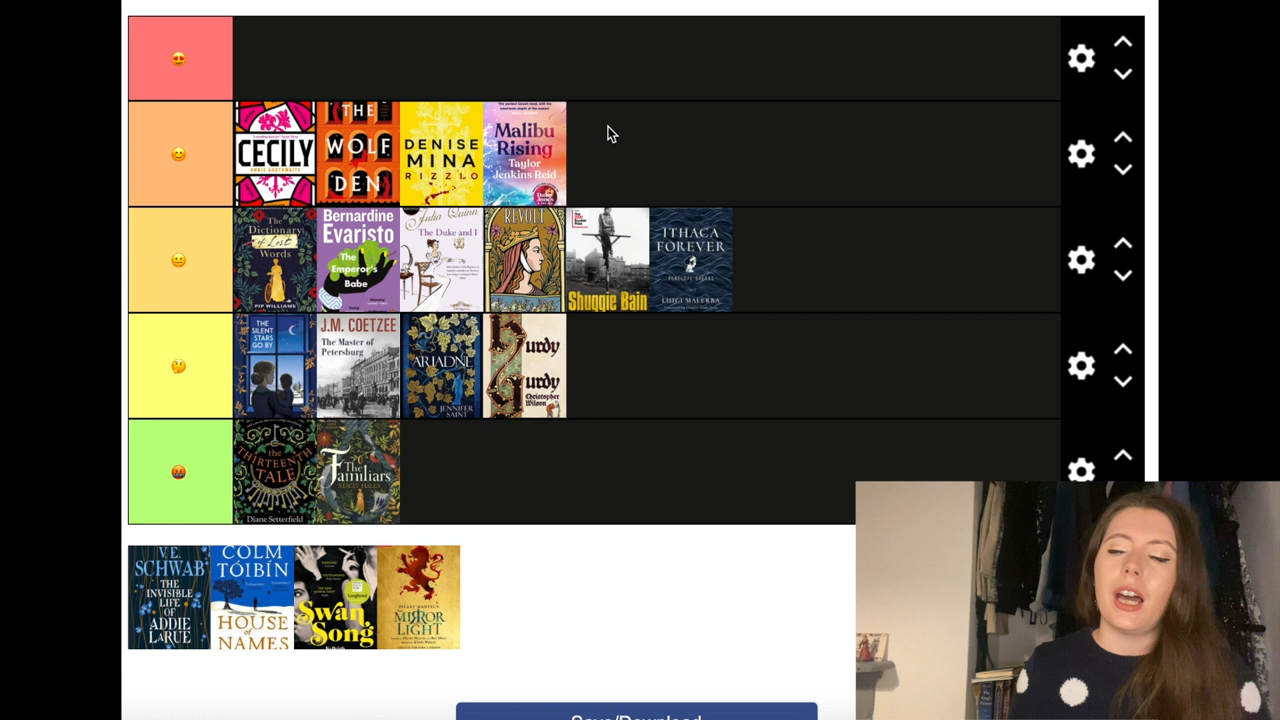 CECILY
ANNIE GARTHWAITE
THE
WOLF
DEN
DENISE
MINA
RIZZIO
Malibu
Rising
Taylor
Jenkins Reid
The
Dictionary
of Lost
Words
PIP WILLIAMS
Bernardine
Evaristo
The
Emperor's
Babe
Julia Quinn
The Duke and I
REVOLT
Shuggie Bain
ITHACA
FOREVER
PENELOPE SPEAKS
LUIGI MALERBA
THE
SILENT
STARS
GO BY
J.M. COETZEE
The Master of
Petersburg
ARIADNE
JENNIFER
SAINT
Hurdy
Gurdy
Christopher
Wilson
the
THIRTEENTH
TALE
Diane Setterfield
The
Familiars
STACEY HALLS
V.E.
SCHWAB
THE
INVISIBLE
LIFE
OF
ADDIE
LARUE
COLM
TÓIBÍN
HOUSE
OF
NAMES
Swan
Song
Kelleigh
HILARY MANTEL'S
THE
MIRROR
LIGHT
Save/Download